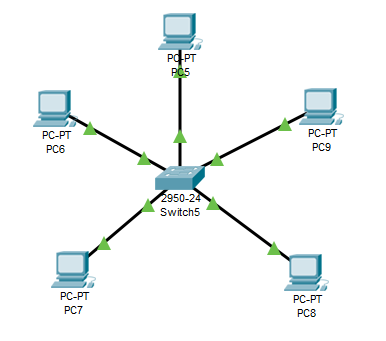 PC-PT
PC5
PC-PT
PC6
PC-PT
PC9
2950-24
Switch5
PC-PT
PC7
PC-PT
PC8